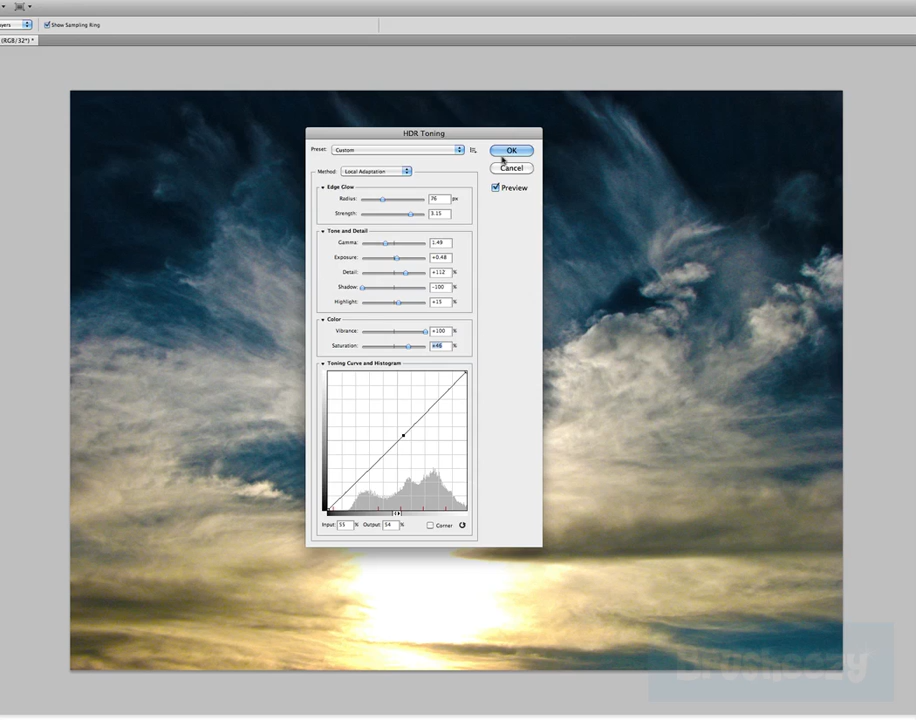 yers
Show Sampling Ring
(RGB/32*) *
HDR Toning
Preset: Custom
OK
Method: Local Adaptation
Cancel
Preview
Edge Glow
Radius: 76 px
Strength: 3.15
Tone and Detail
Gamma: 1.49
Exposure: +0.48
Detail: +112 %
Shadow: -100 %
Highlight: +15 %
Color
Vibrance: +100 %
Saturation: +46 %
Toning Curve and Histogram
Input: 55 % Output: 54 % Corner
Brusheezy